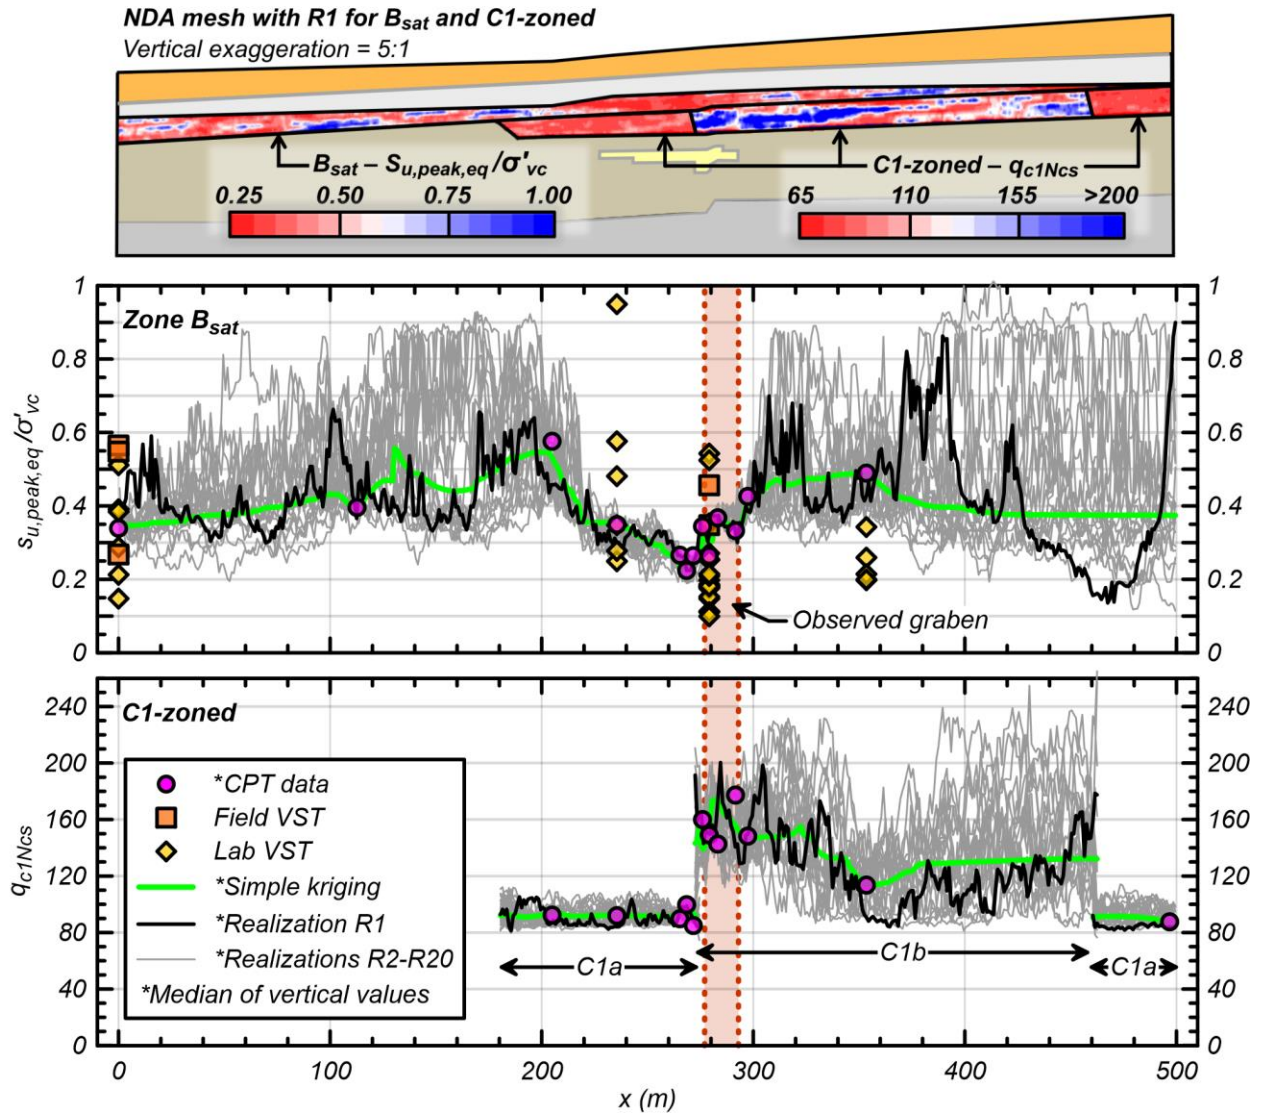 NDA mesh with R1 for Bsat and C1-zoned
Vertical exaggeration = 5:1
Bsat – Su,peak,eq /σ'vc
C1-zoned – qc1Ncs
0.25 0.50 0.75 1.00
65 110 155 >200
Zone Bsat
su,peak,eq /σ'vc
1 1
0.8 0.8
0.6 0.6
0.4 0.4
0.2 0.2
0 0
Observed graben
C1-zoned
qc1Ncs
240 240
200 200
160 160
120 120
80 80
40 40
0 0
*CPT data
Field VST
Lab VST
*Simple kriging
*Realization R1
*Realizations R2-R20
*Median of vertical values
C1a C1b C1a
0 100 200 300 400 500
x (m)